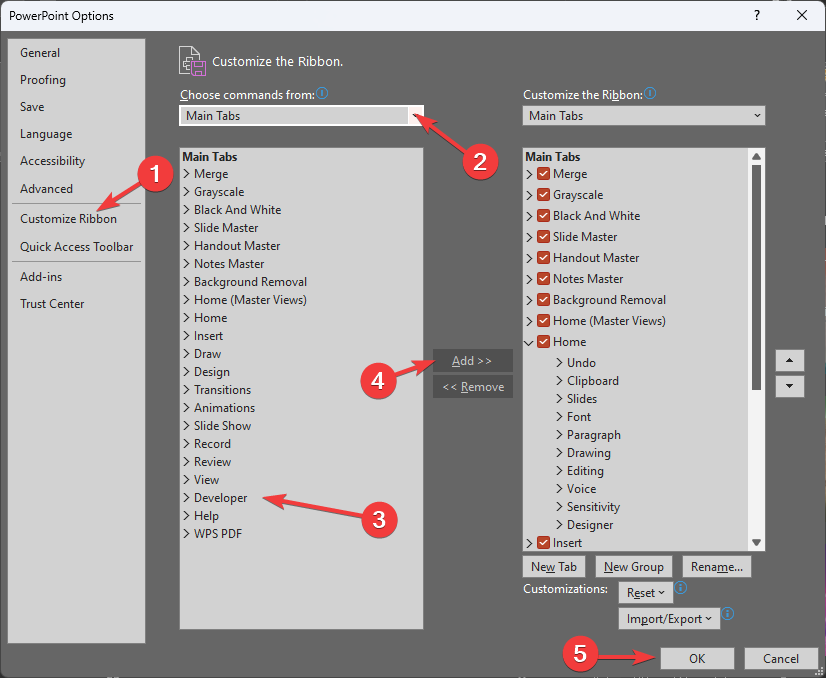 PowerPoint Options
?
General
Proofing
Save
Language
Accessibility
Advanced
Customize Ribbon
Quick Access Toolbar
Add-ins
Trust Center
1
Customize the Ribbon.
Choose commands from:
Main Tabs
2
Main Tabs
Merge
Grayscale
Black And White
Slide Master
Handout Master
Notes Master
Background Removal
Home (Master Views)
Home
Insert
Draw
Design
Transitions
Animations
Slide Show
Record
Review
View
Developer
Help
WPS PDF
3
4
Add >>
<< Remove
Customize the Ribbon:
Main Tabs
Main Tabs
Merge
Grayscale
Black And White
Slide Master
Handout Master
Notes Master
Background Removal
Home (Master Views)
Home
Undo
Clipboard
Slides
Font
Paragraph
Drawing
Editing
Voice
Sensitivity
Designer
Insert
New Tab New Group Rename...
Customizations: Reset
Import/Export
5
OK Cancel